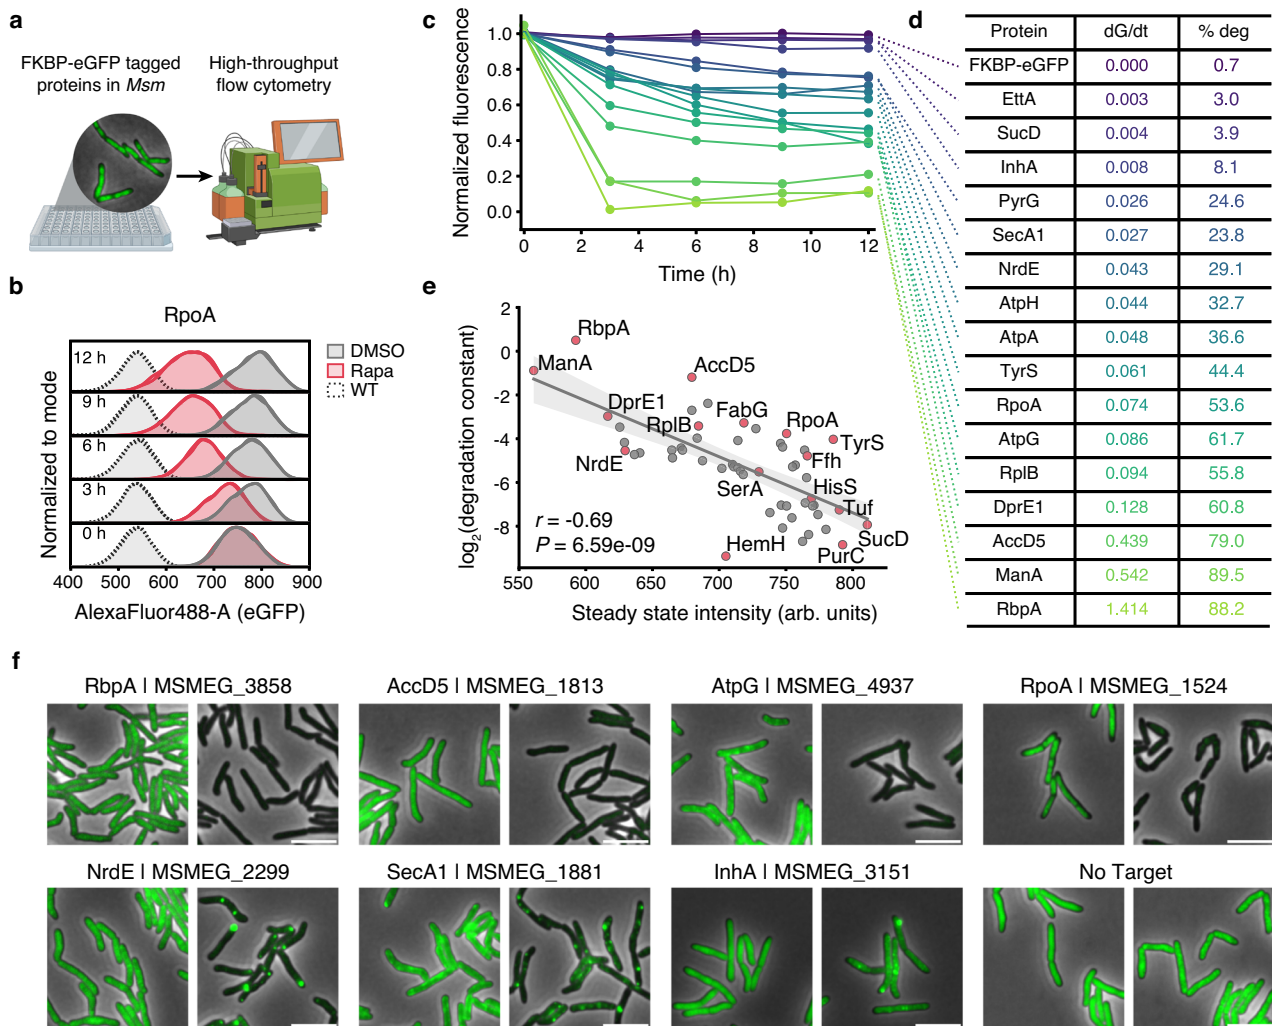 a
FKBP-eGFP tagged
proteins in Msm
High-throughput
flow cytometry
b
RpoA
Normalized to mode
12 h
9 h
6 h
3 h
0 h
DMSO
Rapa
WT
400 500 600 700 800 900
AlexaFluor488-A (eGFP)
c
Normalized fluorescence
1.0
0.8
0.6
0.4
0.2
0.0
0 2 4 6 8 10 12
Time (h)
d
Protein dG/dt % deg
FKBP-eGFP 0.000 0.7
EttA 0.003 3.0
SucD 0.004 3.9
InhA 0.008 8.1
PyrG 0.026 24.6
SecA1 0.027 23.8
NrdE 0.043 29.1
AtpH 0.044 32.7
AtpA 0.048 36.6
TyrS 0.061 44.4
RpoA 0.074 53.6
AtpG 0.086 61.7
RplB 0.094 55.8
DprE1 0.128 60.8
AccD5 0.439 79.0
ManA 0.542 89.5
RbpA 1.414 88.2
e
log2(degradation constant)
2
0
-2
-4
-6
-8
RbpA
ManA
AccD5
DprE1
FabG
RplB
RpoA
TyrS
NrdE
Ffh
SerA
HisS
Tuf
SucD
HemH
PurC
r = -0.69
P = 6.59e-09
550 600 650 700 750 800
Steady state intensity (arb. units)
f
RbpA | MSMEG_3858
AccD5 | MSMEG_1813
AtpG | MSMEG_4937
RpoA | MSMEG_1524
NrdE | MSMEG_2299
SecA1 | MSMEG_1881
InhA | MSMEG_3151
No Target